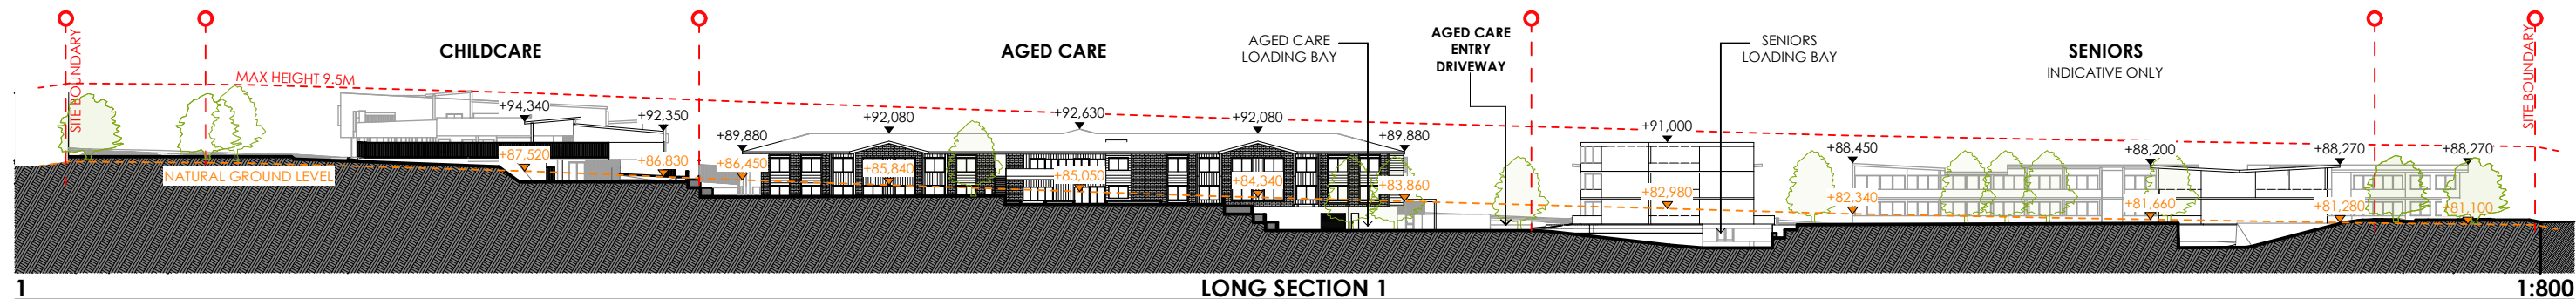 SITE BOUNDARY
MAX HEIGHT 9.5M
CHILDCARE
AGED CARE
AGED CARE
LOADING BAY
AGED CARE
ENTRY
DRIVEWAY
SENIORS
LOADING BAY
SENIORS
INDICATIVE ONLY
SITE BOUNDARY
+94,340
+92,350
+89,880
+92,080
+92,630
+92,080
+89,880
+91,000
+88,450
+88,200
+88,270
+88,270
NATURAL GROUND LEVEL
+87,520
+86,830
+86,450
+85,840
+85,050
+84,340
+83,860
+82,980
+82,340
+81,660
+81,280
+81,100
1
LONG SECTION 1
1:800